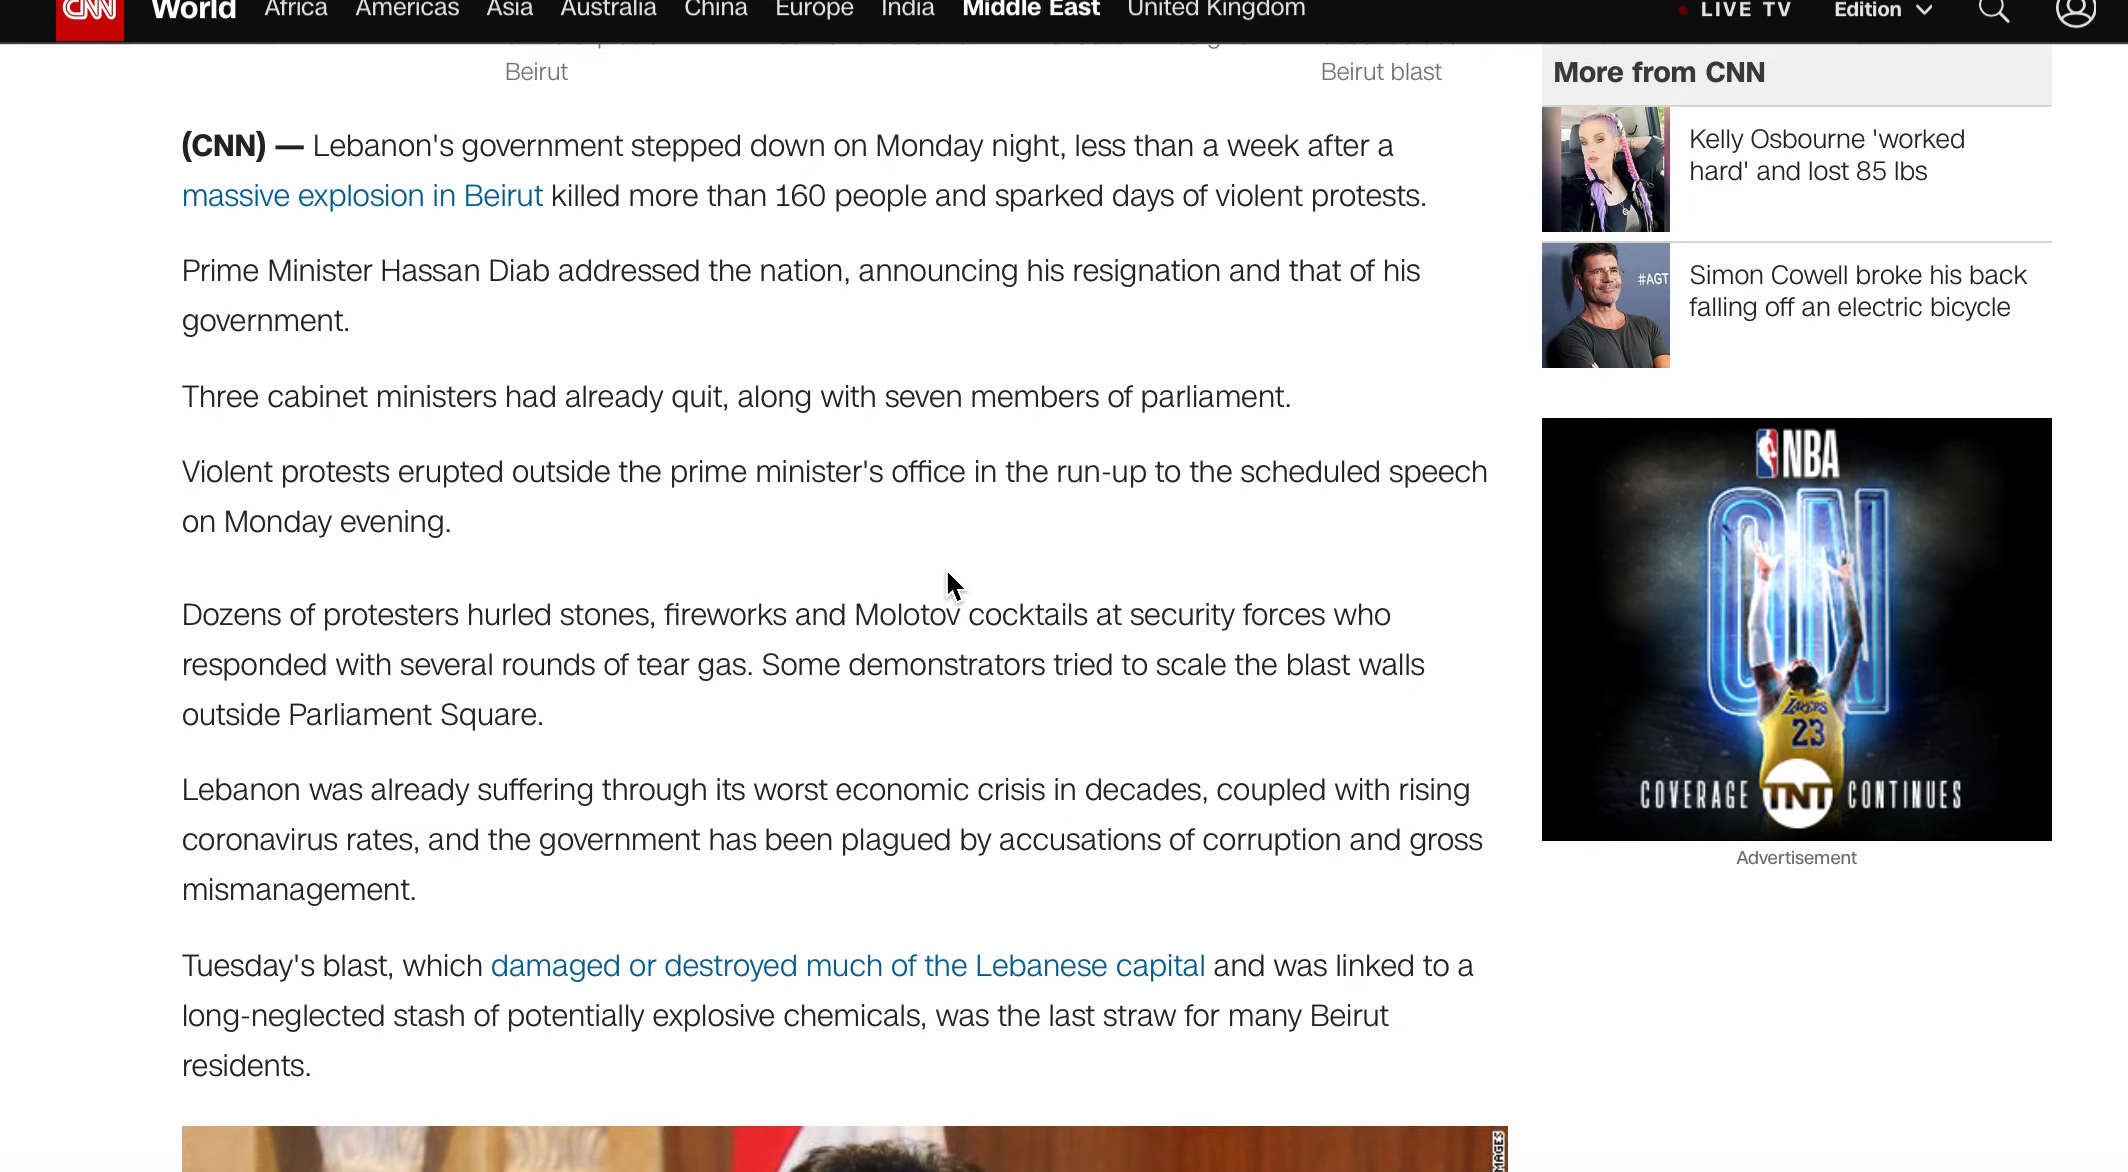 CNN World Africa Americas Asia Australia China Europe India Middle East United Kingdom LIVE TV Edition
Beirut
Beirut blast
(CNN) — Lebanon's government stepped down on Monday night, less than a week after a
massive explosion in Beirut killed more than 160 people and sparked days of violent protests.
Prime Minister Hassan Diab addressed the nation, announcing his resignation and that of his
government.
Three cabinet ministers had already quit, along with seven members of parliament.
Violent protests erupted outside the prime minister's office in the run-up to the scheduled speech
on Monday evening.
Dozens of protesters hurled stones, fireworks and Molotov cocktails at security forces who
responded with several rounds of tear gas. Some demonstrators tried to scale the blast walls
outside Parliament Square.
Lebanon was already suffering through its worst economic crisis in decades, coupled with rising
coronavirus rates, and the government has been plagued by accusations of corruption and gross
mismanagement.
Tuesday's blast, which damaged or destroyed much of the Lebanese capital and was linked to a
long-neglected stash of potentially explosive chemicals, was the last straw for many Beirut
residents.
More from CNN
Kelly Osbourne 'worked
hard' and lost 85 lbs
#AGT
Simon Cowell broke his back
falling off an electric bicycle
NBA
ON
LAKERS
23
COVERAGE TNT CONTINUES
Advertisement